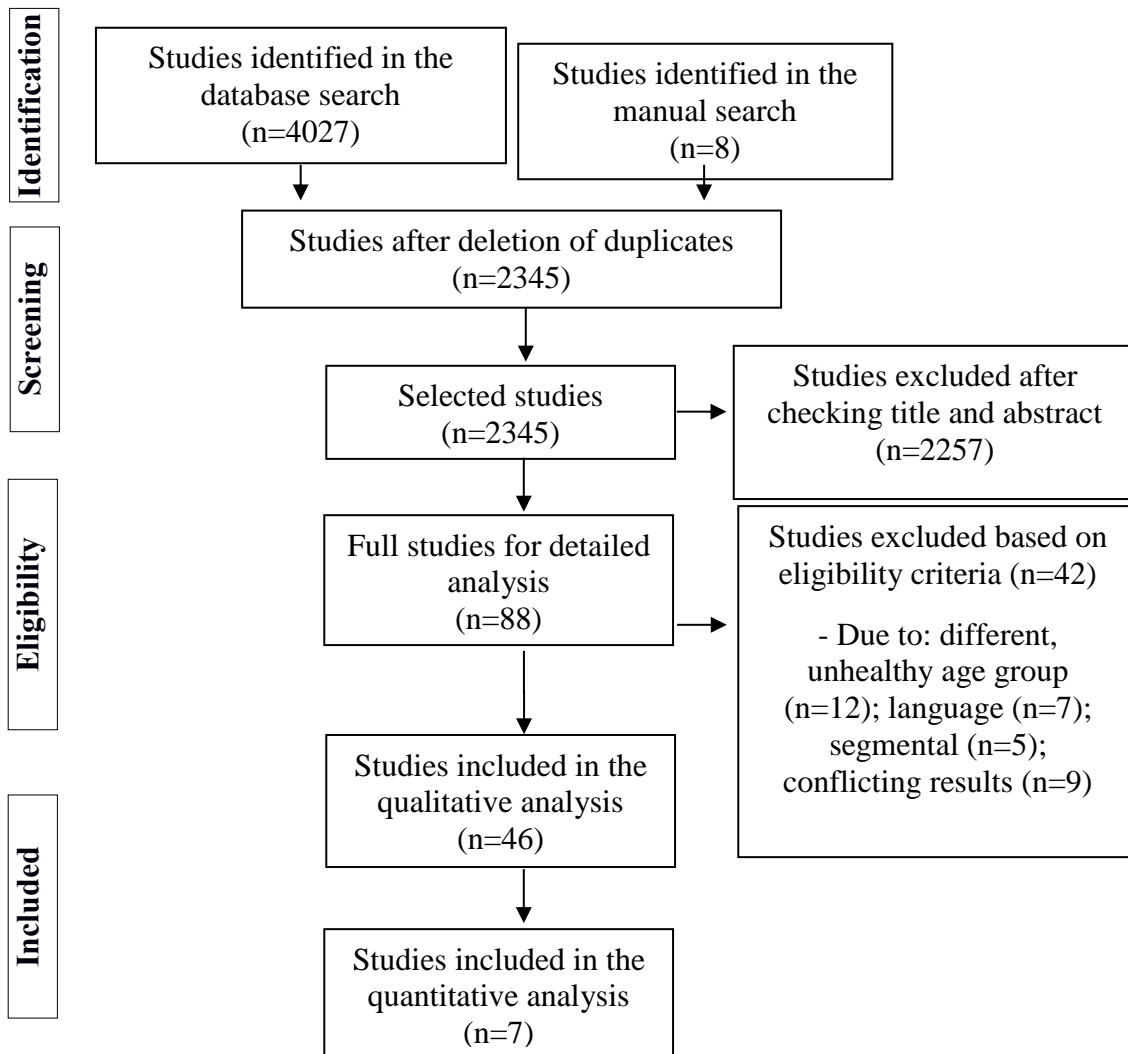 Identification
Studies identified in the
database search
(n=4027)
Studies identified in the
manual search
(n=8)
Screening
Studies after deletion of duplicates
(n=2345)
Selected studies
(n=2345)
Studies excluded after
checking title and abstract
(n=2257)
Eligibility
Full studies for detailed
analysis
(n=88)
Studies excluded based on
eligibility criteria (n=42)
- Due to: different,
unhealthy age group
(n=12); language (n=7);
segmental (n=5);
conflicting results (n=9)
Studies included in the
qualitative analysis
(n=46)
Included
Studies included in the
quantitative analysis
(n=7)